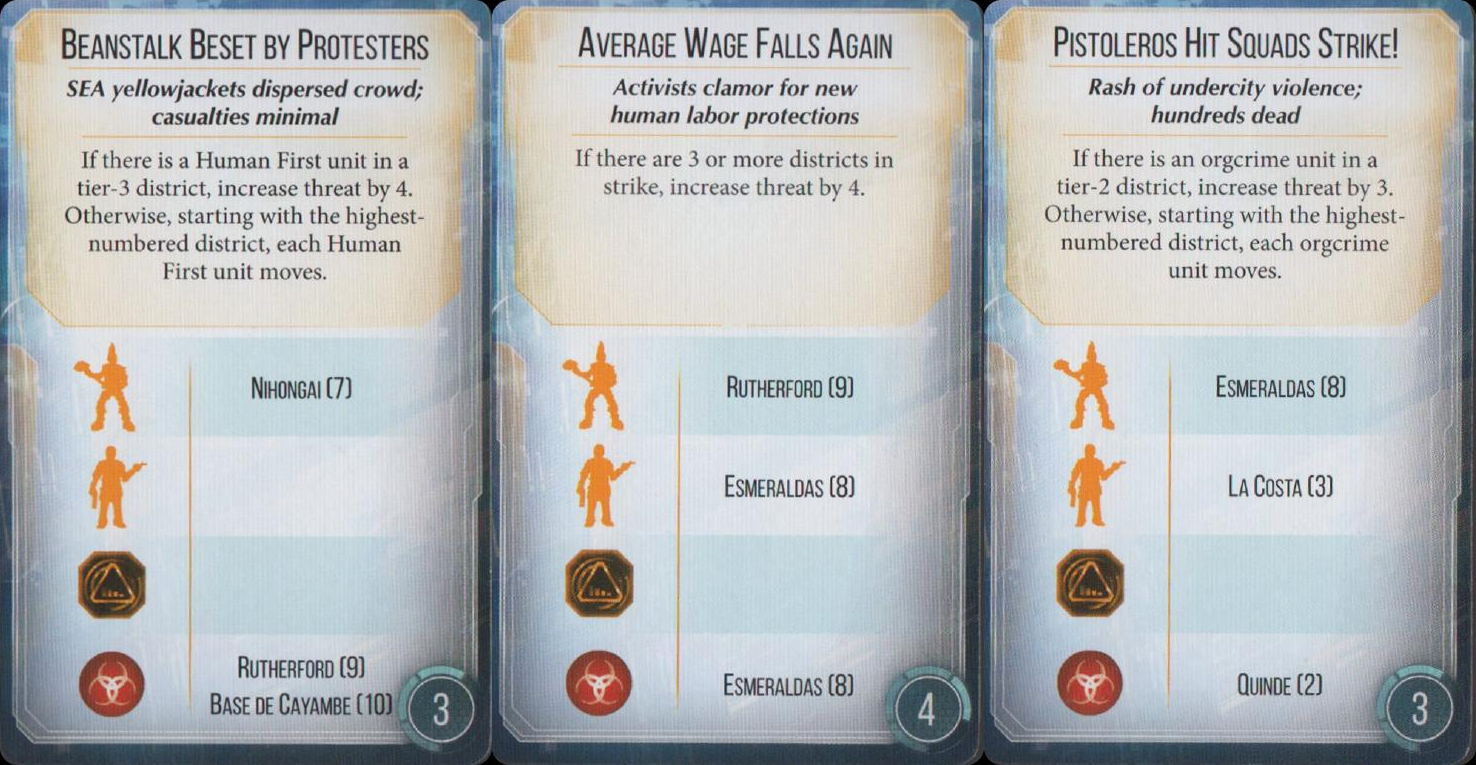 BEANSTALK BESET BY PROTESTERS
SEA yellowjackets dispersed crowd;
casualties minimal
If there is a Human First unit in a
tier-3 district, increase threat by 4.
Otherwise, starting with the highest-
numbered district, each Human
First unit moves.
NIHONGAI (7)
RUTHERFORD (9)
BASE DE CAYAMBE (10)
3
AVERAGE WAGE FALLS AGAIN
Activists clamor for new
human labor protections
If there are 3 or more districts in
strike, increase threat by 4.
RUTHERFORD (9)
ESMERALDAS (8)
ESMERALDAS (8)
4
PISTOLEROS HIT SQUADS STRIKE!
Rash of undercity violence;
hundreds dead
If there is an orgcrime unit in a
tier-2 district, increase threat by 3.
Otherwise, starting with the highest-
numbered district, each orgcrime
unit moves.
ESMERALDAS (8)
LA COSTA (3)
QUINDE (2)
3